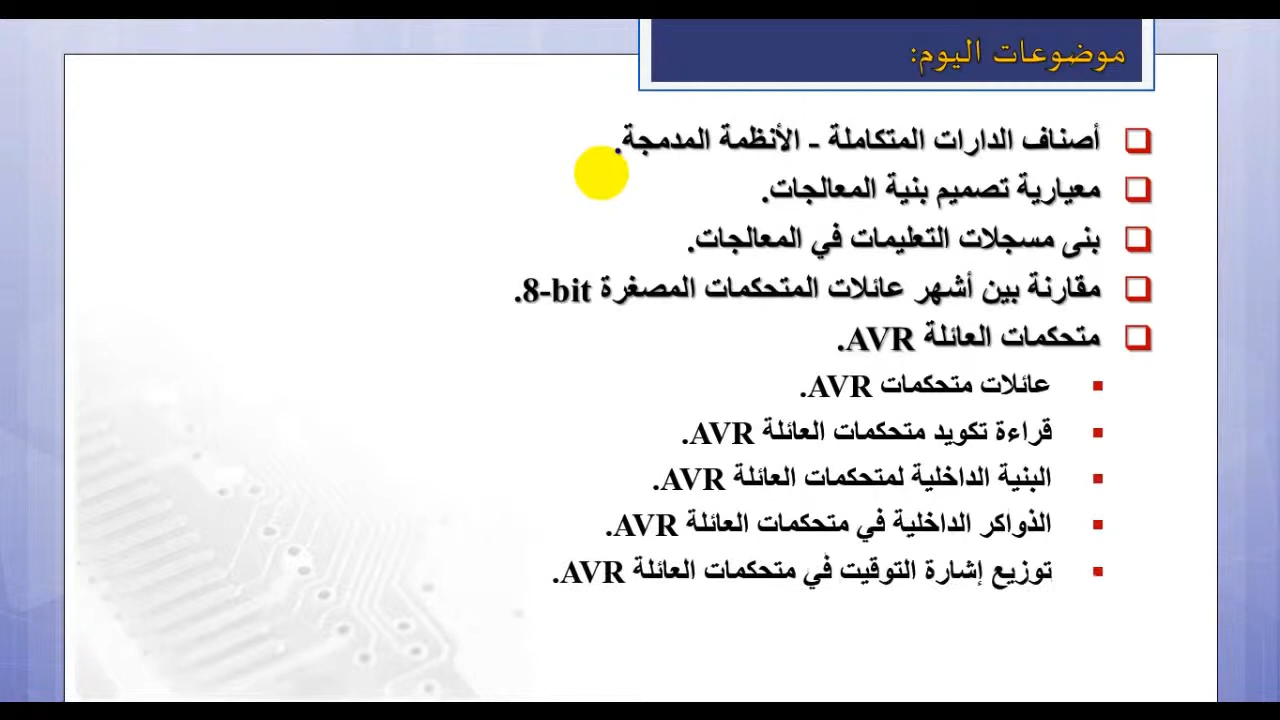 موضوعات اليوم:
أصناف الدارات المتكاملة - الأنظمة المدمجة.
معيارية تصميم بنية المعالجات.
بنى مسجلات التعليمات في المعالجات.
مقارنة بين أشهر عائلات المتحكمات المصغرة 8-bit.
متحكمات العائلة AVR.
عائلات متحكمات AVR.
قراءة تكويد متحكمات العائلة AVR.
البنية الداخلية لمتحكمات العائلة AVR.
الذواكر الداخلية في متحكمات العائلة AVR.
توزيع إشارة التوقيت في متحكمات العائلة AVR.